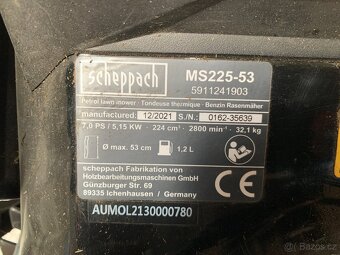 scheppach
MS225-53
5911241903
Petrol lawn mower · Tondeuse thermique · Benzin Rasenmäher
manufactured: 12/2021 S./N.: 0162-35639
7,0 PS / 5,15 KW · 224 cm³ · 2800 min⁻¹ · 32,1 kg
Ø max. 53 cm
1,2 L
scheppach Fabrikation von
Holzbearbeitungsmaschinen GmbH
Günzburger Str. 69
89335 Ichenhausen / Germany
AUMOL2130000780
bazoš.cz